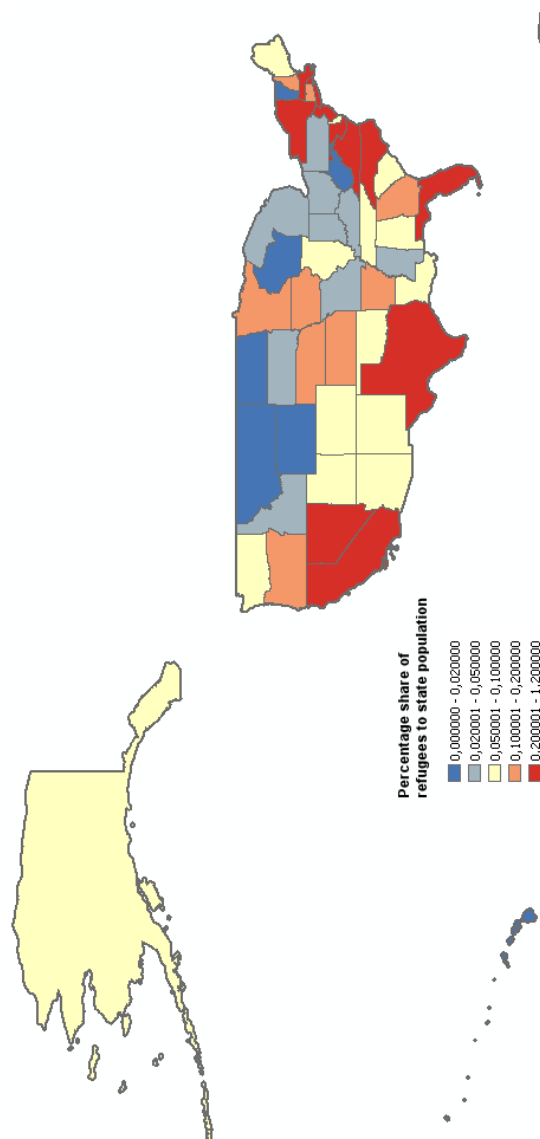 Percentage share of
refugees to state population
0,000000 - 0,020000
0,020001 - 0,050000
0,050001 - 0,100000
0,100001 - 0,200000
0,200001 - 1,200000